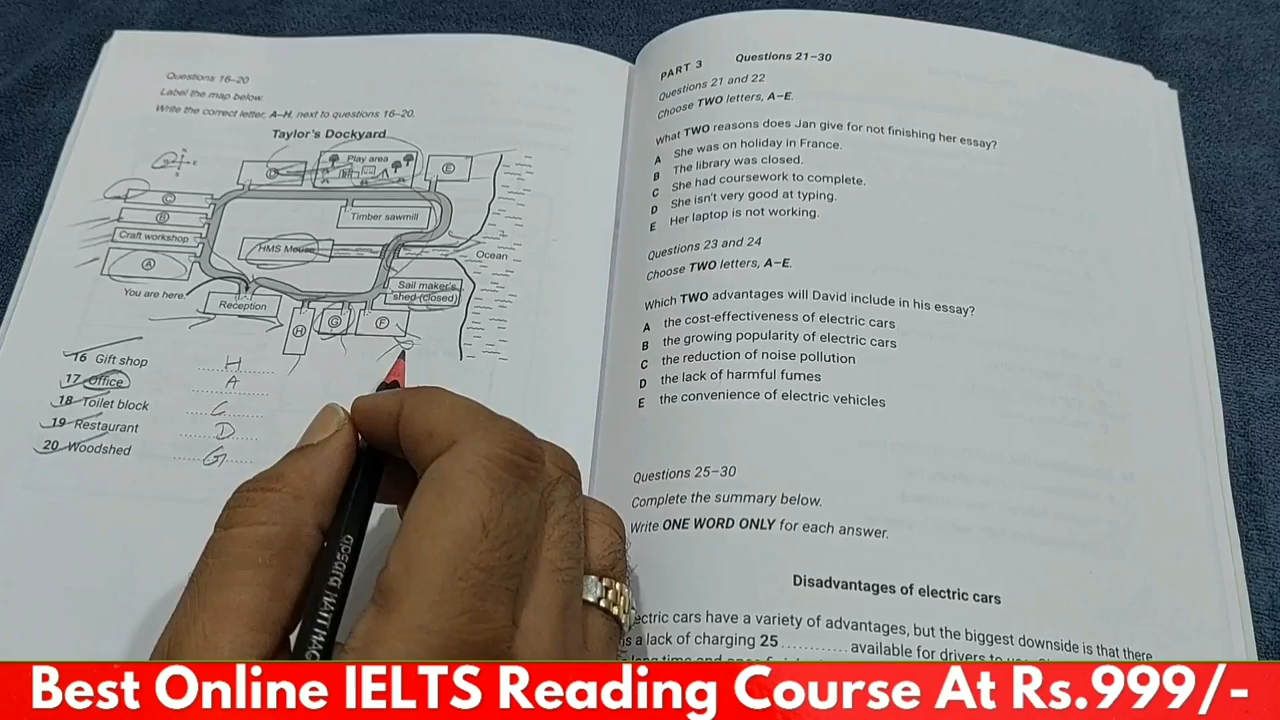 Questions 16–20
Label the map below.
Write the correct letter, A–H, next to questions 16–20.
Taylor's Dockyard
N
E
S
D
Play area
E
C
B
Timber sawmill
Craft workshop
HMS Mouse
Ocean
A
Sail maker's
shed (closed)
You are here.
Reception
H
G
F
16 Gift shop H
17 Office A
18 Toilet block C
19 Restaurant D
20 Woodshed G
PART 3 Questions 21–30
Questions 21 and 22
Choose TWO letters, A–E.
What TWO reasons does Jan give for not finishing her essay?
A She was on holiday in France.
B The library was closed.
C She had coursework to complete.
D She isn't very good at typing.
E Her laptop is not working.
Questions 23 and 24
Choose TWO letters, A–E.
Which TWO advantages will David include in his essay?
A the cost-effectiveness of electric cars
B the growing popularity of electric cars
C the reduction of noise pollution
D the lack of harmful fumes
E the convenience of electric vehicles
Questions 25–30
Complete the summary below.
Write ONE WORD ONLY for each answer.
Disadvantages of electric cars
ectric cars have a variety of advantages, but the biggest downside is that there
is a lack of charging 25 ............ available for drivers to
apsara
Best Online IELTS Reading Course At Rs.999/-